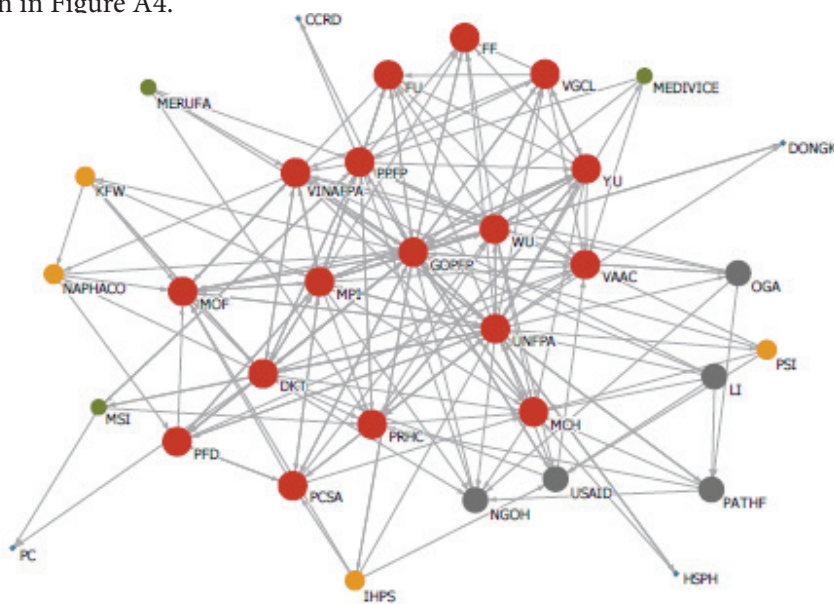 n in Figure A4.
CCRD
FF
FU
VGCL
MEDIVICE
MERUFA
DONGK
PPFP
VINAFPA
YU
KFW
WU
GOPFP
VAAC
OGA
NAPHACO
MOF
MPI
UNFPA
PSI
DKT
LI
MSI
MOH
PRHC
PFD
PCSA
USAID
NGOH
PATHF
PC
HSPH
IHPS